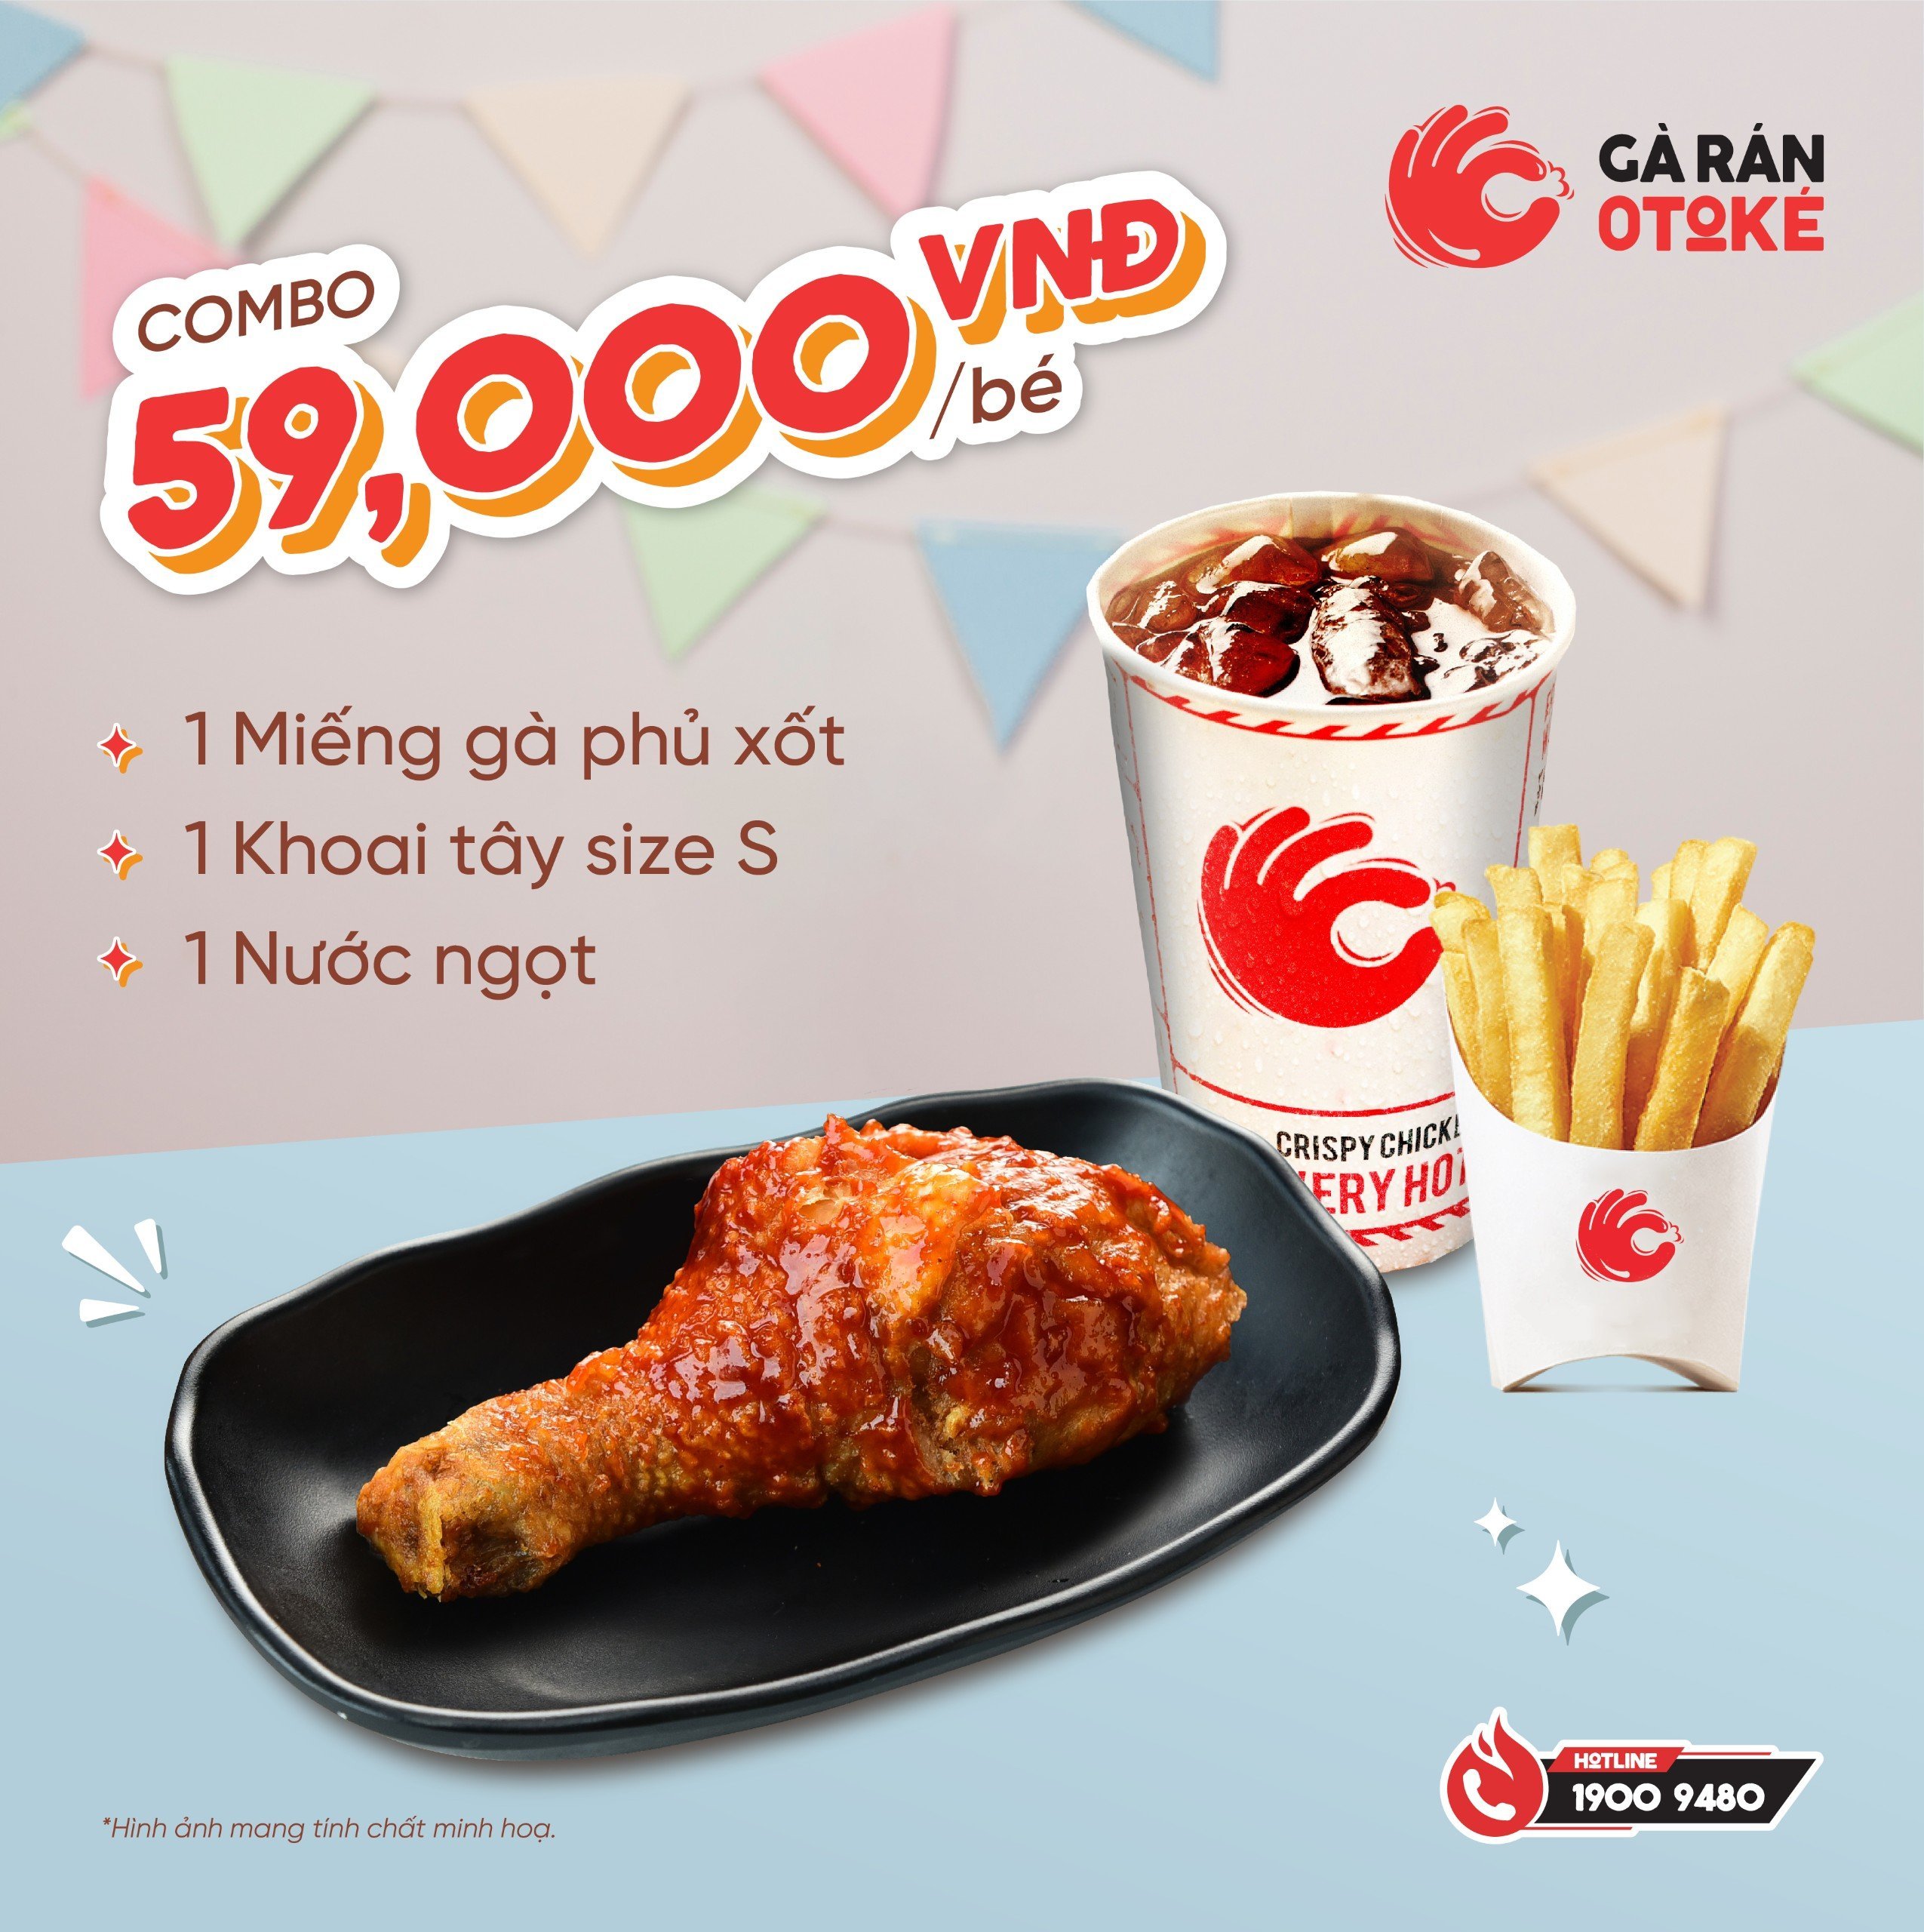 GÀ RÁN
OTOKÉ
COMBO
59,000 VNĐ
/bé
1 Miếng gà phủ xốt
1 Khoai tây size S
1 Nước ngọt
CRISPY CHICK
ERY HOT
*Hình ảnh mang tính chất minh hoạ.
HOTLINE
1900 9480